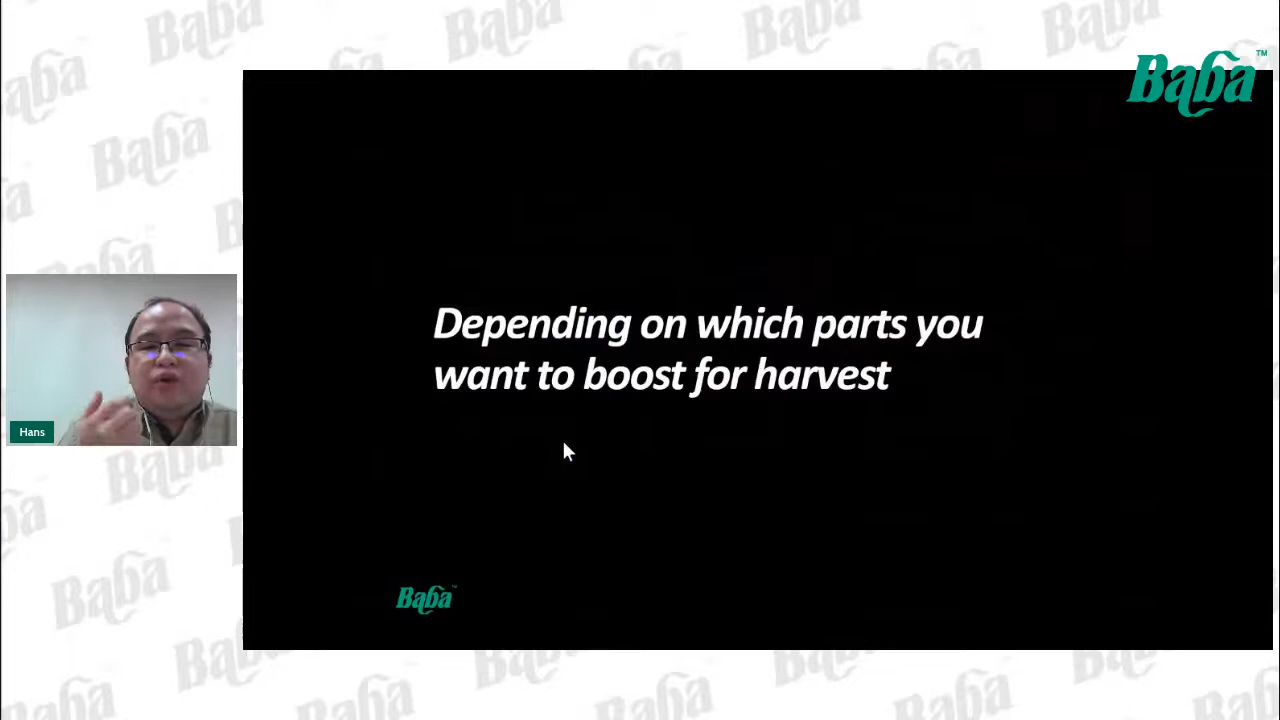 Baba™
Depending on which parts you
want to boost for harvest
Hans
Baba™